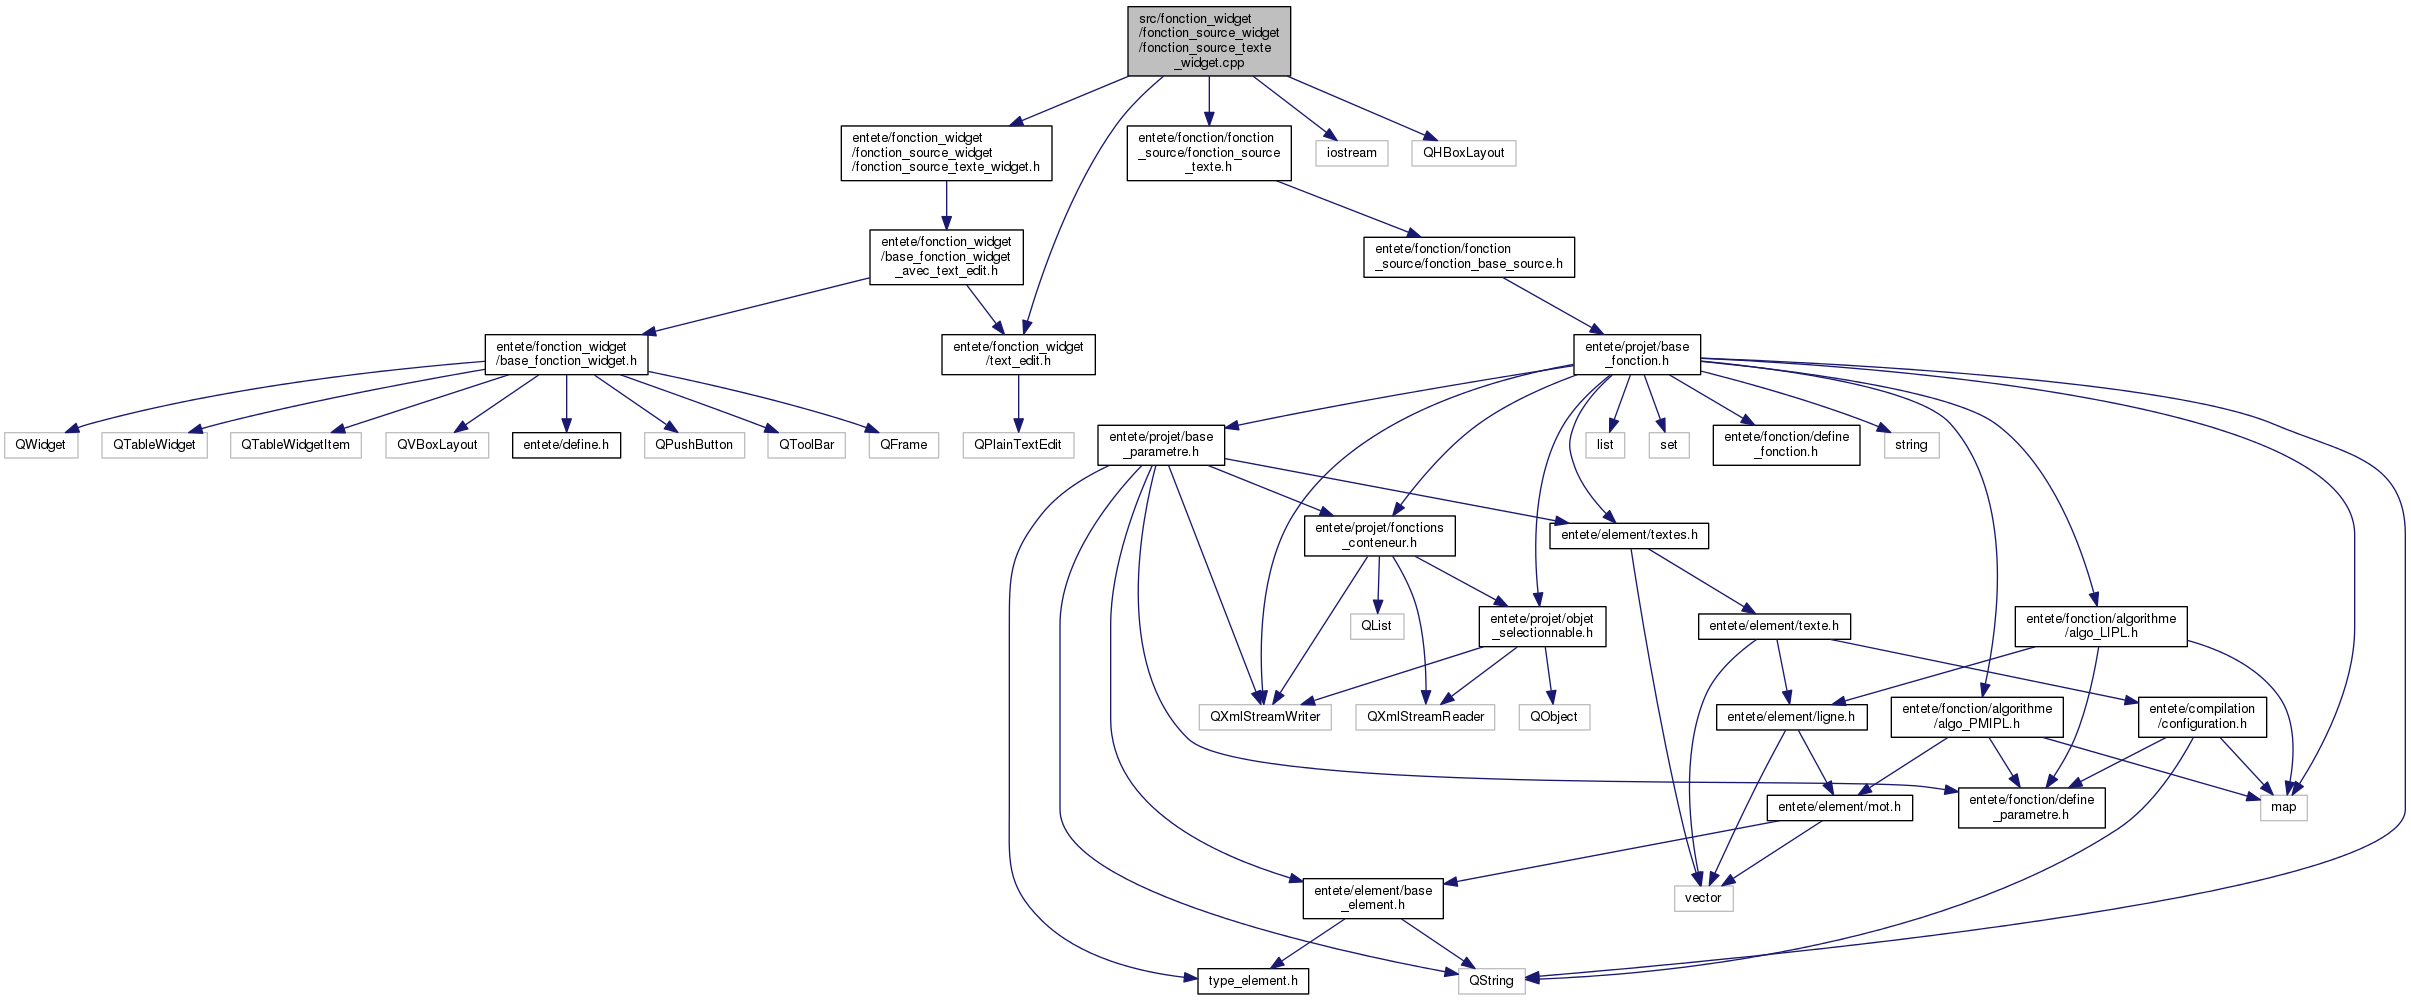 src/fonction_widget
/fonction_source_widget
/fonction_source_texte
_widget.cpp
entete/fonction_widget
/fonction_source_widget
/fonction_source_texte_widget.h
entete/fonction/fonction
_source/fonction_source
_texte.h
iostream
QHBoxLayout
entete/fonction_widget
/base_fonction_widget
_avec_text_edit.h
entete/fonction/fonction
_source/fonction_base_source.h
entete/fonction_widget
/base_fonction_widget.h
entete/fonction_widget
/text_edit.h
entete/projet/base
_fonction.h
QWidget
QTableWidget
QTableWidgetItem
QVBoxLayout
entete/define.h
QPushButton
QToolBar
QFrame
QPlainTextEdit
entete/projet/base
_parametre.h
list
set
entete/fonction/define
_fonction.h
string
entete/projet/fonctions
_conteneur.h
entete/element/textes.h
QList
entete/projet/objet
_selectionnable.h
entete/element/texte.h
entete/fonction/algorithme
/algo_LIPL.h
QXmlStreamWriter
QXmlStreamReader
QObject
entete/element/ligne.h
entete/fonction/algorithme
/algo_PMIPL.h
entete/compilation
/configuration.h
entete/element/mot.h
entete/fonction/define
_parametre.h
map
entete/element/base
_element.h
vector
type_element.h
QString